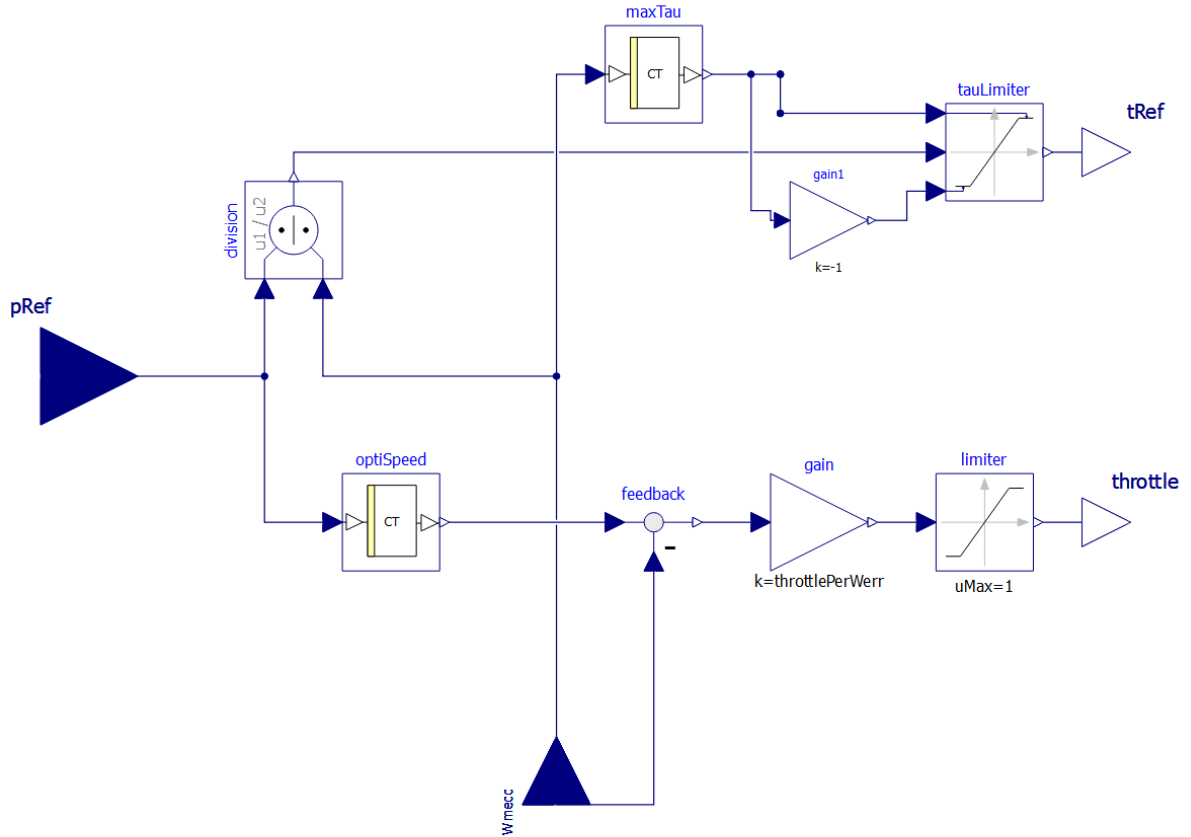 maxTau
CT
tauLimiter
tRef
gain1
k=-1
division
u1 / u2
pRef
optiSpeed
CT
feedback
-
gain
k=throttlePerWerr
limiter
uMax=1
throttle
Wmecc